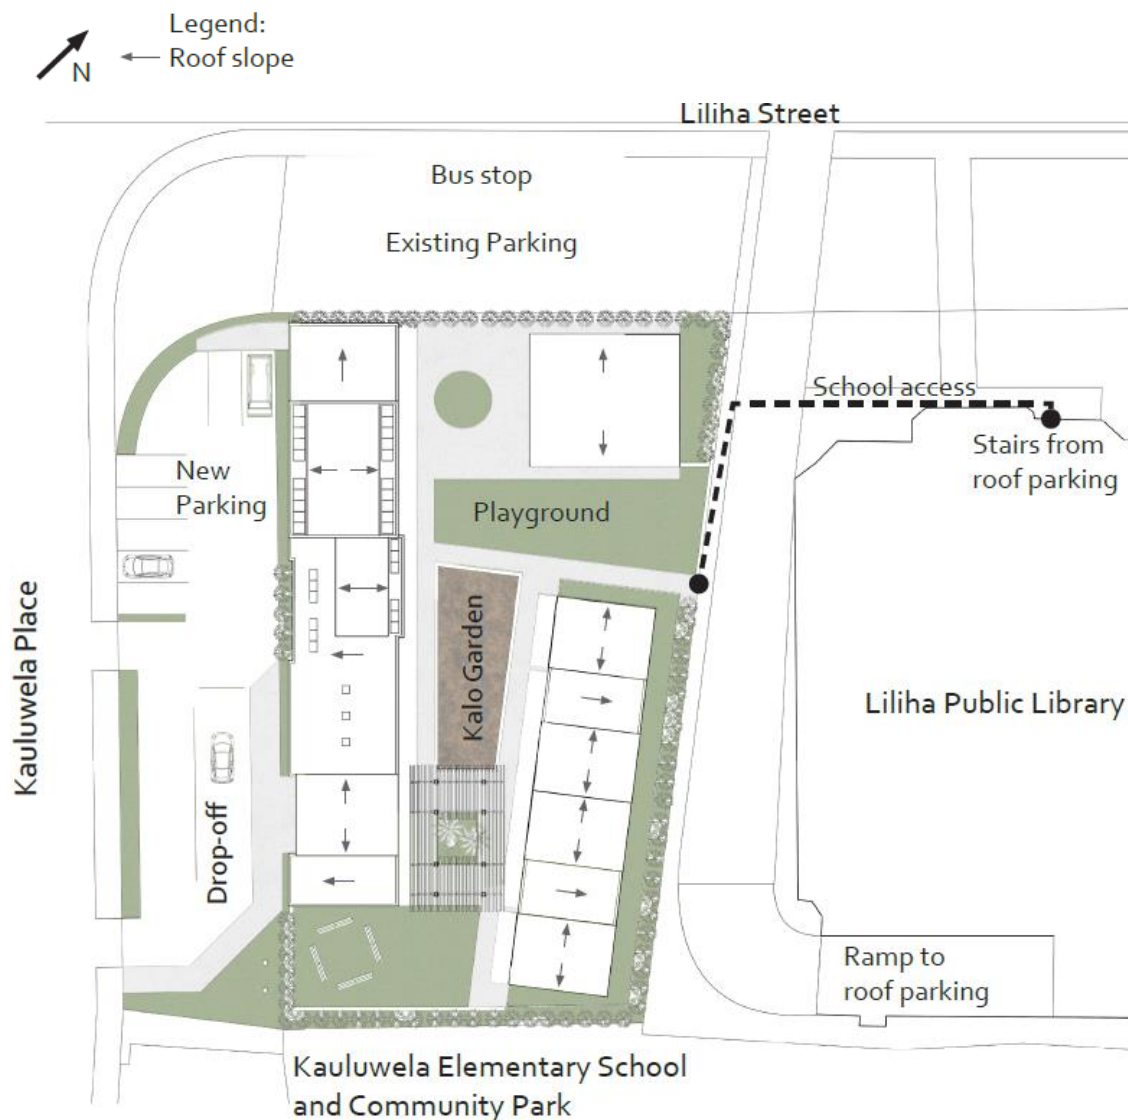 Legend:
N
Roof slope
Liliha Street
Bus stop
Existing Parking
School access
Stairs from
roof parking
New
Parking
Playground
Kalo Garden
Kauluwela Place
Liliha Public Library
Drop-off
Ramp to
roof parking
Kauluwela Elementary School
and Community Park